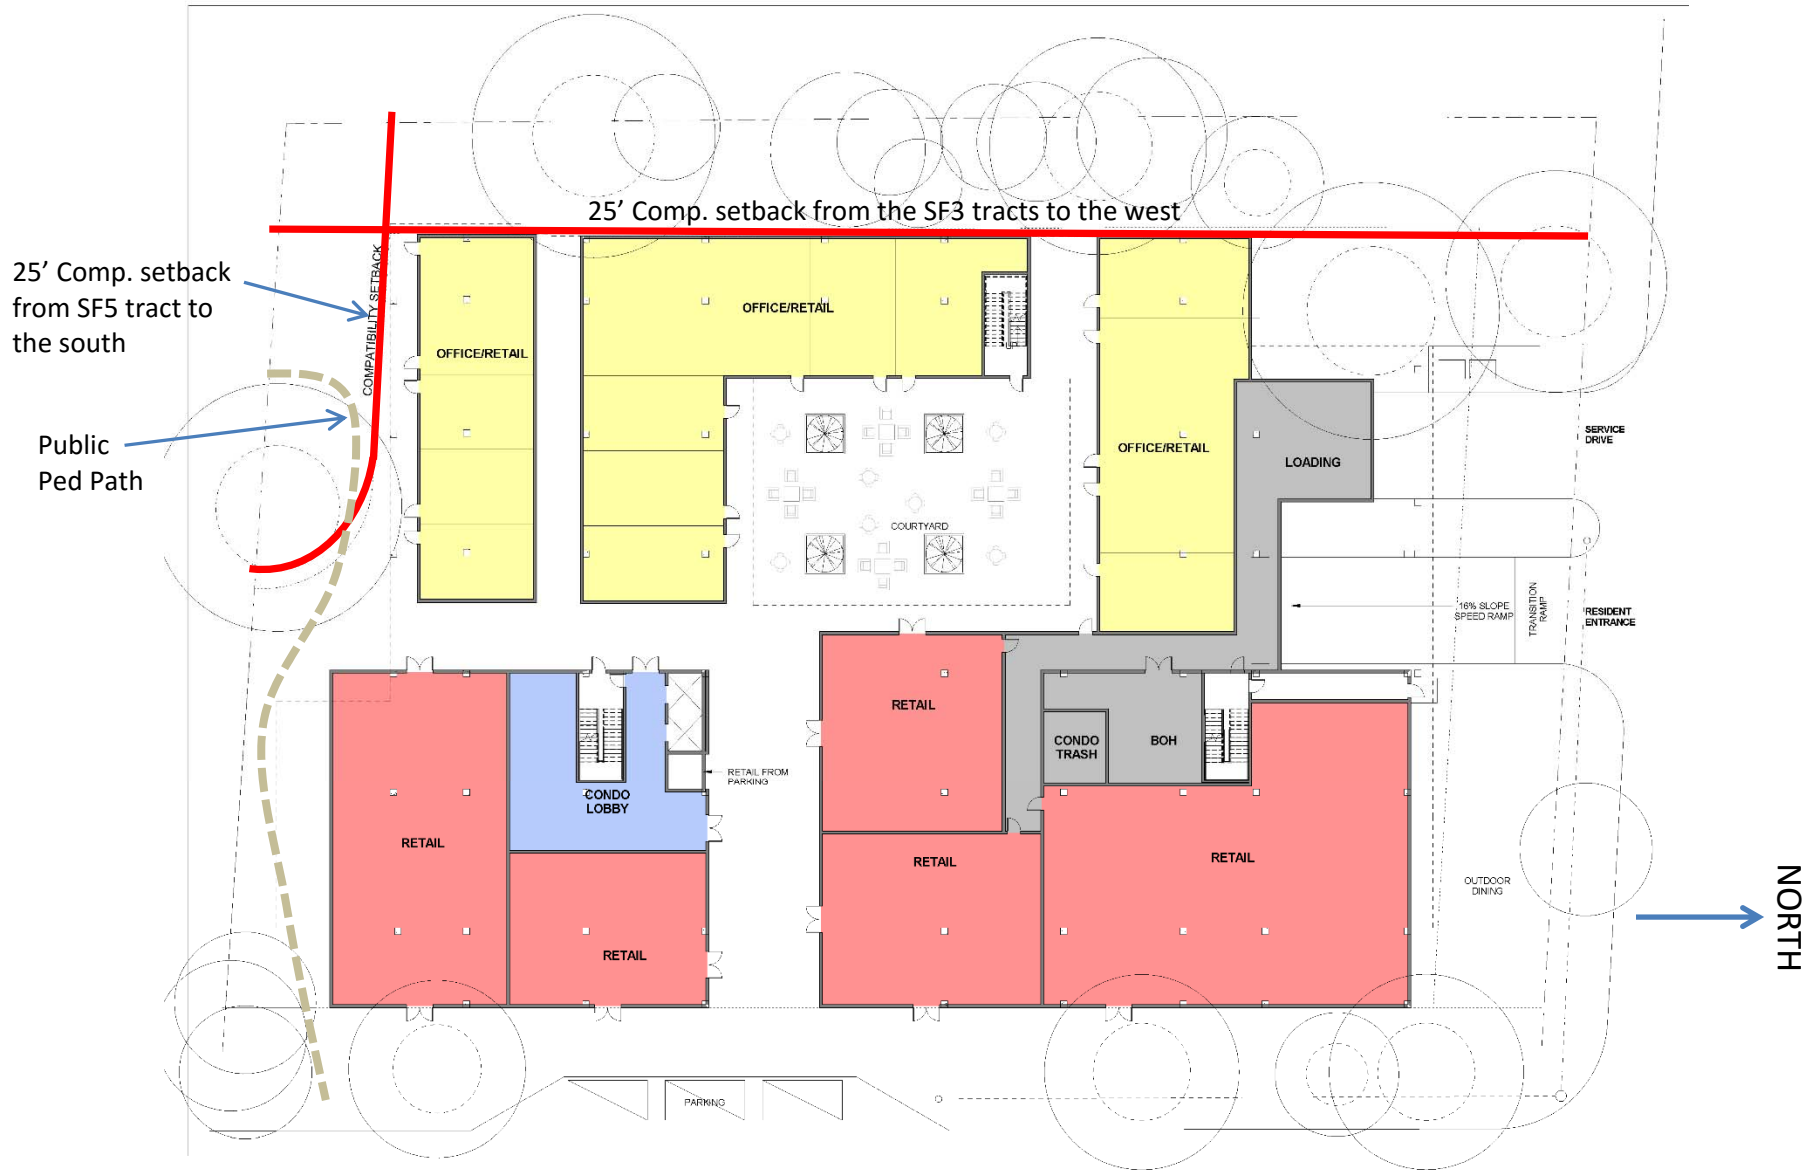 25’ Comp. setback from the SF3 tracts to the west
25’ Comp. setback
from SF5 tract to
the south
COMPATIBILITY SETBACK
Public
Ped Path
OFFICE/RETAIL
OFFICE/RETAIL
OFFICE/RETAIL
LOADING
SERVICE
DRIVE
COURTYARD
16% SLOPE
SPEED RAMP
TRANSITION
RAMP
RESIDENT
ENTRANCE
RETAIL
CONDO
TRASH
BOH
RETAIL FROM
PARKING
CONDO
LOBBY
RETAIL
RETAIL
RETAIL
RETAIL
OUTDOOR
DINING
NORTH
PARKING